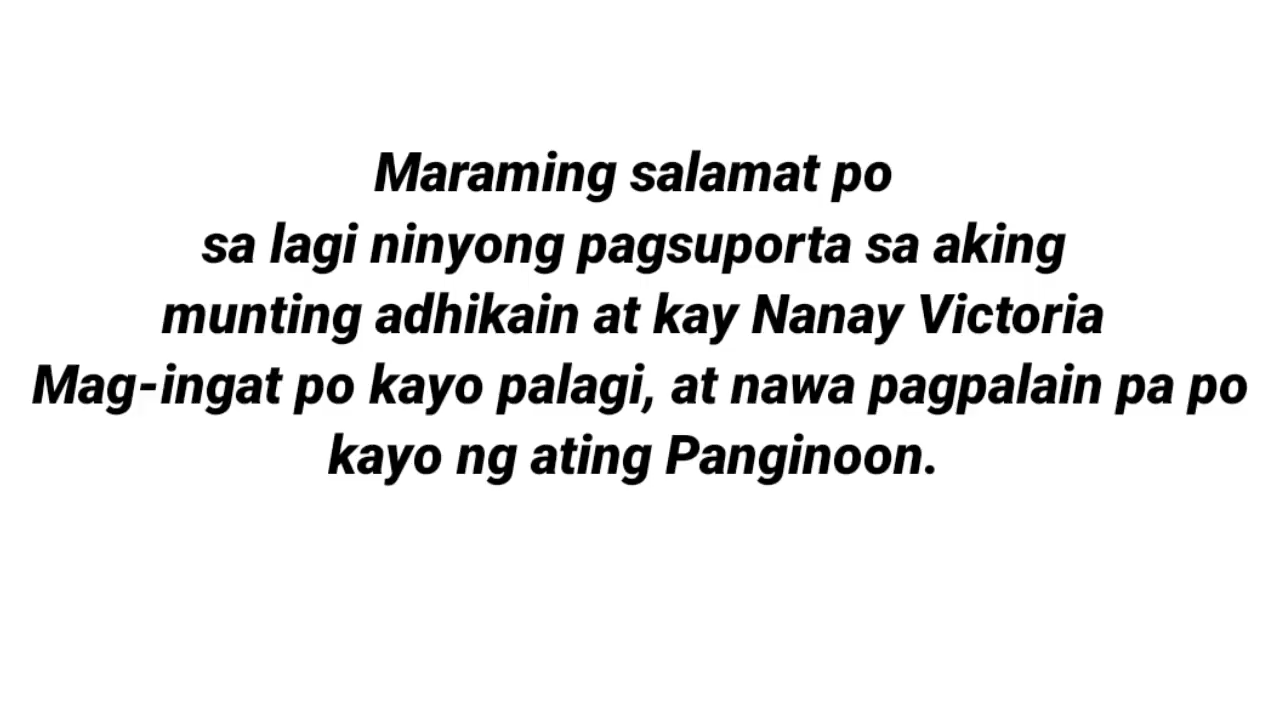 Maraming salamat po
sa lagi ninyong pagsuporta sa aking
munting adhikain at kay Nanay Victoria
Mag-ingat po kayo palagi, at nawa pagpalain pa po
kayo ng ating Panginoon.